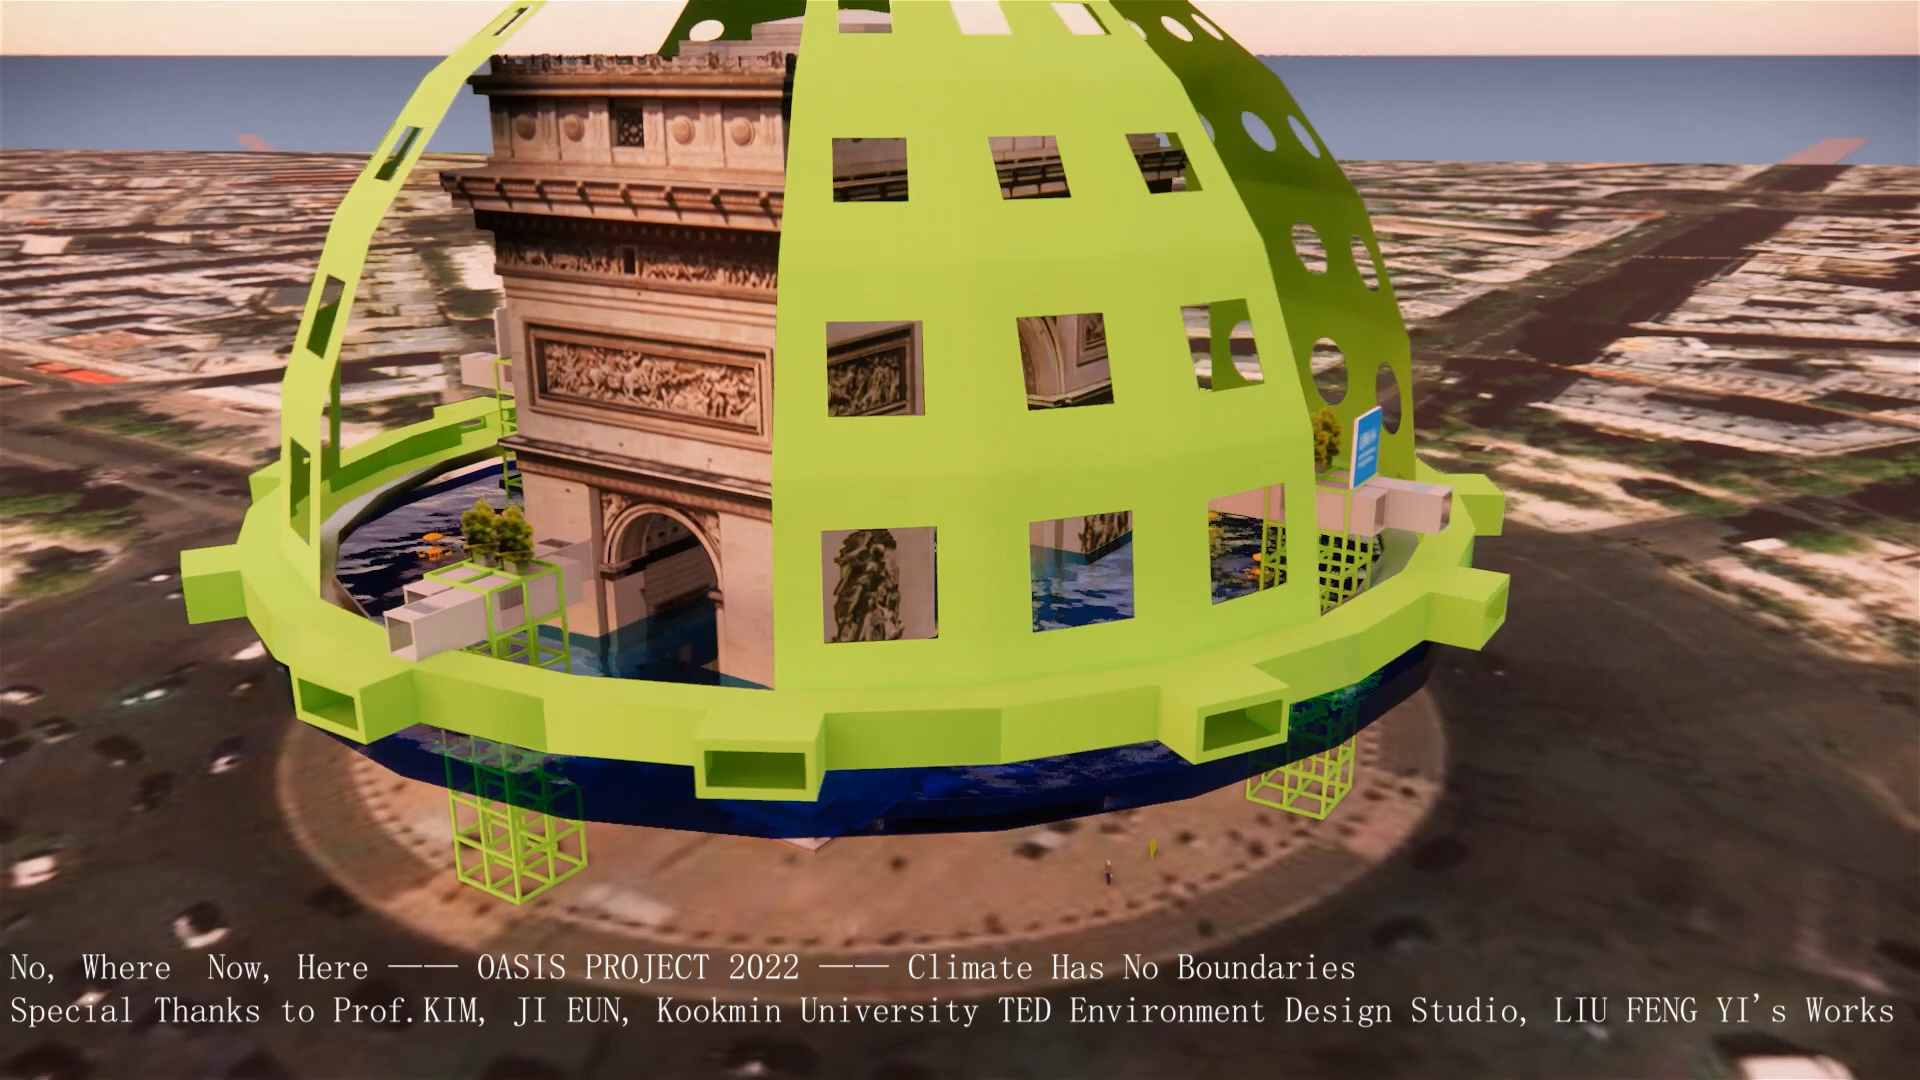 No, Where  Now, Here —— OASIS PROJECT 2022 —— Climate Has No Boundaries
Special Thanks to Prof.KIM, JI EUN, Kookmin University TED Environment Design Studio, LIU FENG YI's Works